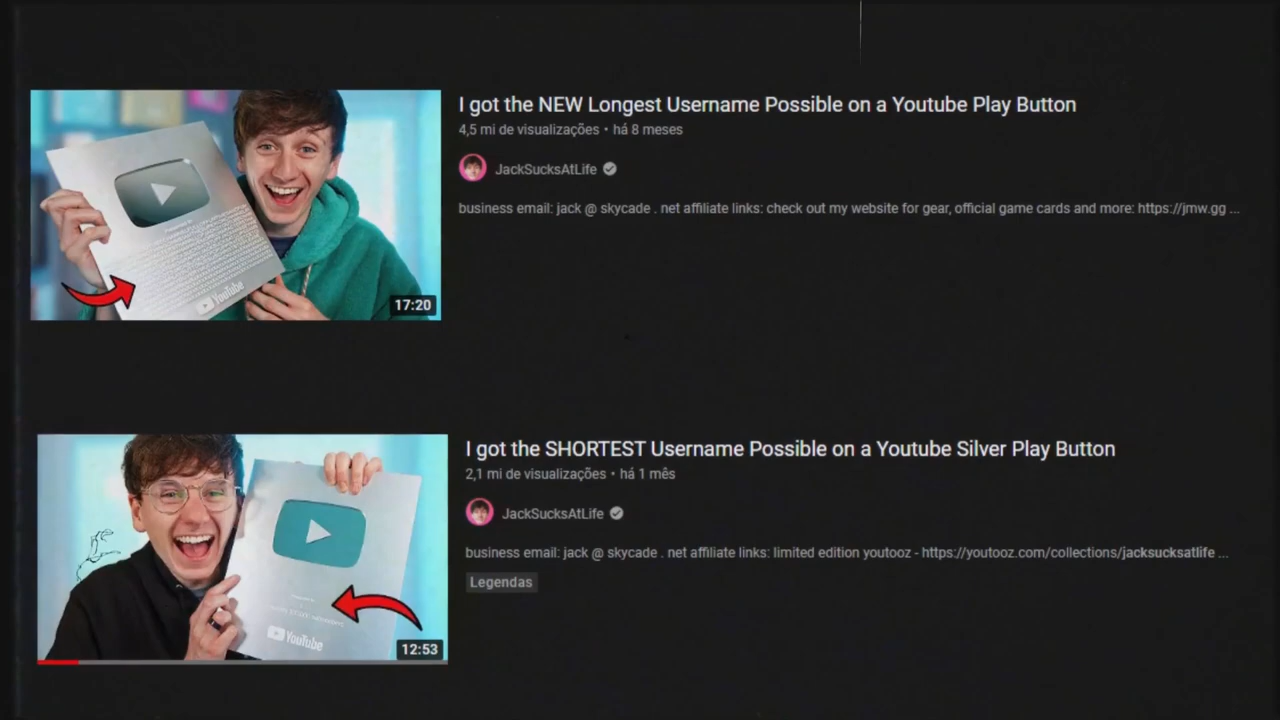 I got the NEW Longest Username Possible on a Youtube Play Button
4,5 mi de visualizações • há 8 meses
JackSucksAtLife
business email: jack @ skycade . net affiliate links: check out my website for gear, official game cards and more: https://jmw.gg ...
YouTube
17:20
I got the SHORTEST Username Possible on a Youtube Silver Play Button
2,1 mi de visualizações • há 1 mês
JackSucksAtLife
business email: jack @ skycade . net affiliate links: limited edition youtooz - https://youtooz.com/collections/jacksucksatlife ...
Legendas
YouTube
12:53